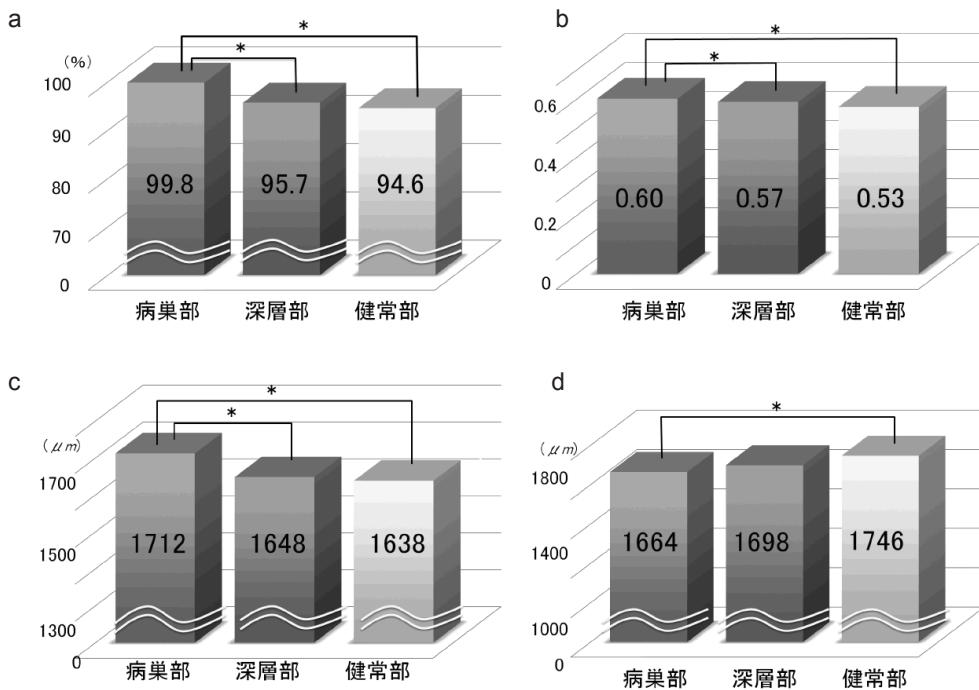 a
（%）
*
*
100
90
80
70
0
99.8
95.7
94.6
病巣部
深層部
健常部
b
*
*
0.6
0.4
0.2
0
0.60
0.57
0.53
病巣部
深層部
健常部
c
（μm）
*
*
1700
1500
1300
0
1712
1648
1638
病巣部
深層部
健常部
d
（μm）
*
1800
1400
1000
0
1664
1698
1746
病巣部
深層部
健常部